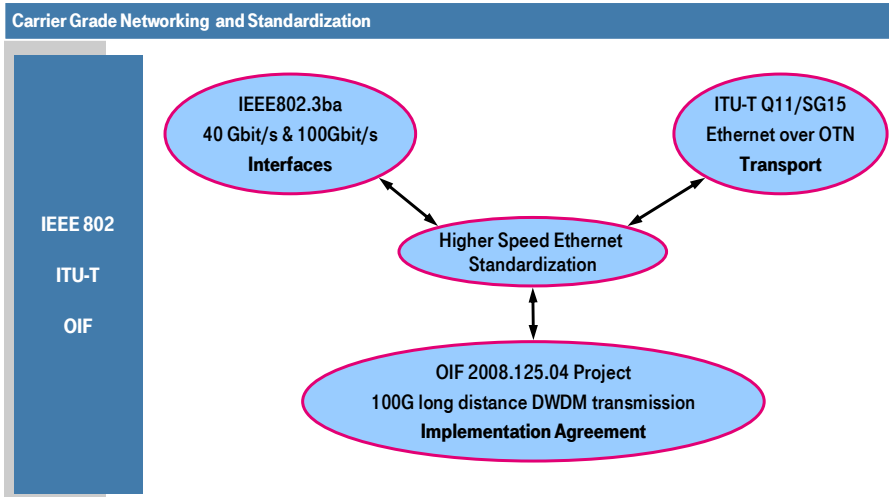 Carrier Grade Networking and Standardization
IEEE 802
ITU-T
OIF
IEEE802.3ba
40 Gbit/s & 100Gbit/s
Interfaces
ITU-T Q11/SG15
Ethernet over OTN
Transport
Higher Speed Ethernet
Standardization
OIF 2008.125.04 Project
100G long distance DWDM transmission
Implementation Agreement